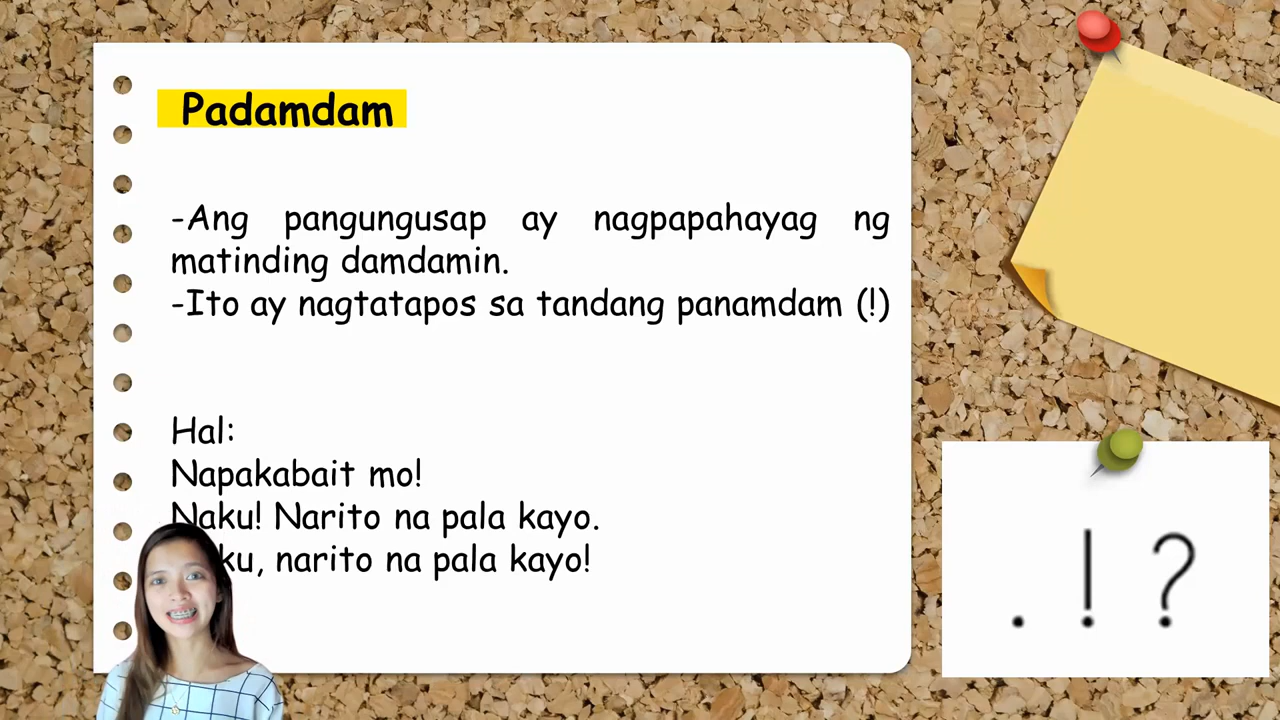 Padamdam
-Ang pangungusap ay nagpapahayag ng
matinding damdamin.
-Ito ay nagtatapos sa tandang panamdam (!)
Hal:
Napakabait mo!
Naku! Narito na pala kayo.
narito na pala kayo!
. ! ?